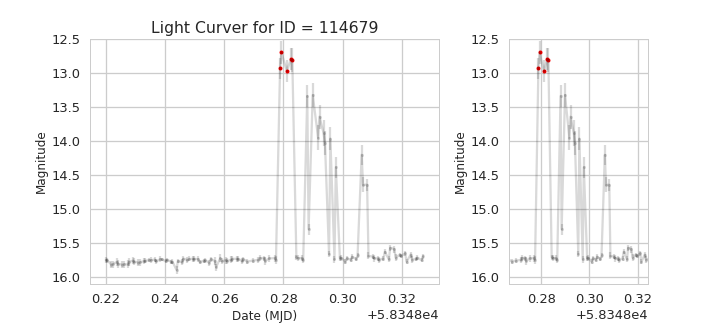 Light Curver for ID = 114679
Magnitude
12.5
13.0
13.5
14.0
14.5
15.0
15.5
16.0
0.22 0.24 0.26 0.28 0.30 0.32
Date (MJD) +5.8348e4
Magnitude
12.5
13.0
13.5
14.0
14.5
15.0
15.5
16.0
0.28 0.30 0.32
+5.8348e4